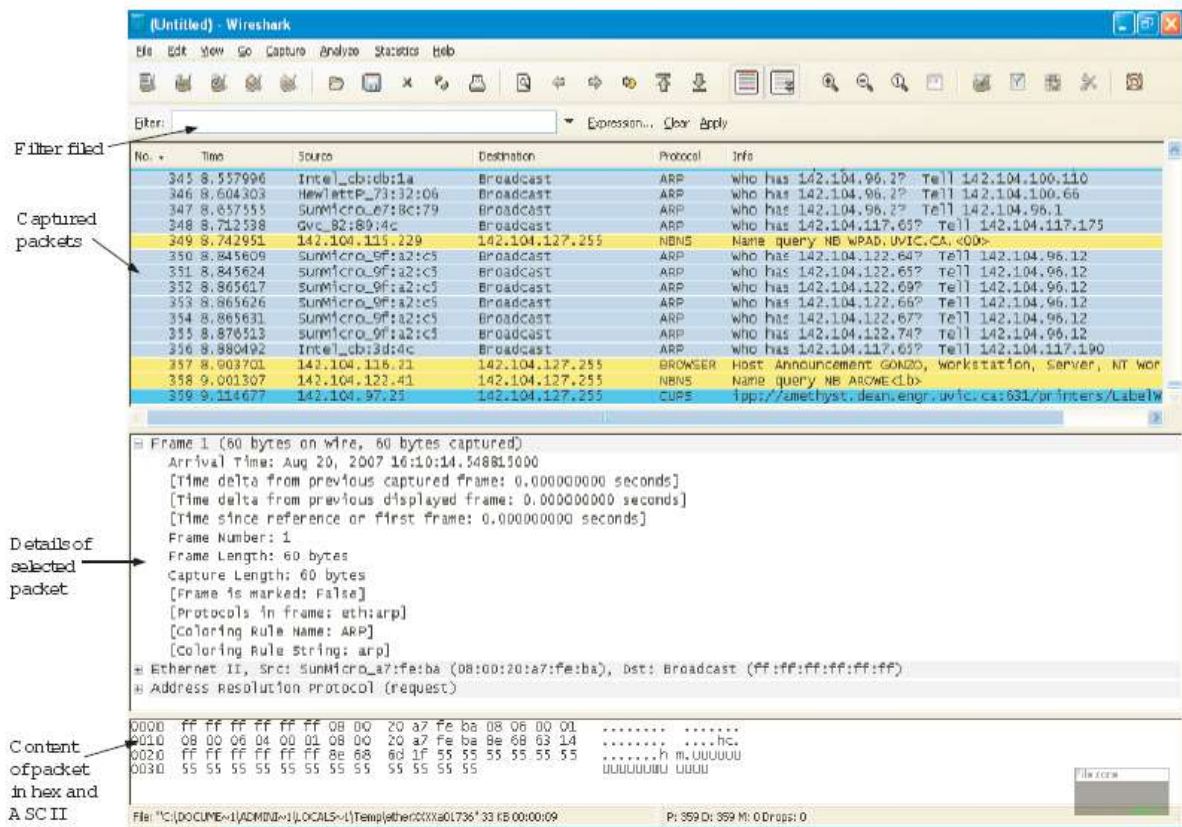 (Untitled) - Wireshark
File Edit View Go Capture Analyze Statistics Help
Filter: Expression... Clear Apply
Filter filed
No. Time Source Destination Protocol Info
345 8.557996 Intel_cb:db:1a Broadcast ARP who has 142.104.96.2? Tell 142.104.100.110
346 8.604303 HewlettP_73:32:06 Broadcast ARP who has 142.104.96.2? Tell 142.104.100.66
347 8.657555 SunMicro_e7:8c:79 Broadcast ARP who has 142.104.96.2? Tell 142.104.96.1
348 8.712538 Gvc_82:89:4c Broadcast ARP who has 142.104.117.65? Tell 142.104.117.175
Captured
packets
349 8.742951 142.104.115.229 142.104.127.255 NBNS Name query NB WPAD.UVIC.CA.<00>
350 8.845609 SunMicro_9f:a2:c5 Broadcast ARP who has 142.104.122.64? Tell 142.104.96.12
351 8.845624 SunMicro_9f:a2:c5 Broadcast ARP who has 142.104.122.65? Tell 142.104.96.12
352 8.865617 SunMicro_9f:a2:c5 Broadcast ARP who has 142.104.122.69? Tell 142.104.96.12
353 8.865626 SunMicro_9f:a2:c5 Broadcast ARP who has 142.104.122.66? Tell 142.104.96.12
354 8.865631 SunMicro_9f:a2:c5 Broadcast ARP who has 142.104.122.67? Tell 142.104.96.12
355 8.876513 SunMicro_9f:a2:c5 Broadcast ARP who has 142.104.122.74? Tell 142.104.96.12
356 8.880492 Intel_cb:3d:4c Broadcast ARP who has 142.104.117.65? Tell 142.104.117.190
357 8.903701 142.104.116.21 142.104.127.255 BROWSER Host Announcement GONZO, Workstation, Server, NT Wor
358 9.001307 142.104.122.41 142.104.127.255 NBNS Name query NB AROWE<1b>
359 9.114677 142.104.97.25 142.104.127.255 CUPS ipp://amethyst.dean.engr.uvic.ca:631/printers/LabelW
Frame 1 (60 bytes on wire, 60 bytes captured)
Arrival Time: Aug 20, 2007 16:10:14.548815000
[Time delta from previous captured frame: 0.000000000 seconds]
[Time delta from previous displayed frame: 0.000000000 seconds]
[Time since reference or first frame: 0.000000000 seconds]
Frame Number: 1
Frame Length: 60 bytes
Capture Length: 60 bytes
[Frame is marked: False]
[Protocols in frame: eth:arp]
[Coloring Rule Name: ARP]
[Coloring Rule String: arp]
Details of
selected
packet
Ethernet II, Src: SunMicro_a7:fe:ba (08:00:20:a7:fe:ba), Dst: Broadcast (ff:ff:ff:ff:ff:ff)
Address Resolution Protocol (request)
0000 ff ff ff ff ff ff 08 00 20 a7 fe ba 08 06 00 01 ........ .......
0010 08 00 06 04 00 01 08 00 20 a7 fe ba 8e 68 63 14 ........ ....hc.
0020 ff ff ff ff ff ff 8e 68 6d 1f 55 55 55 55 55 55 .......h m.UUUUUU
0030 55 55 55 55 55 55 55 55 55 55 55 55 UUUUUUUU UUUU
Content
of packet
in hex and
ASCII
File: "C:\DOCUME~1\ADMINI~1\LOCALS~1\Temp\etherXXXXa01736" 33 KB 00:00:09 P: 359 D: 359 M: 0 Drops: 0